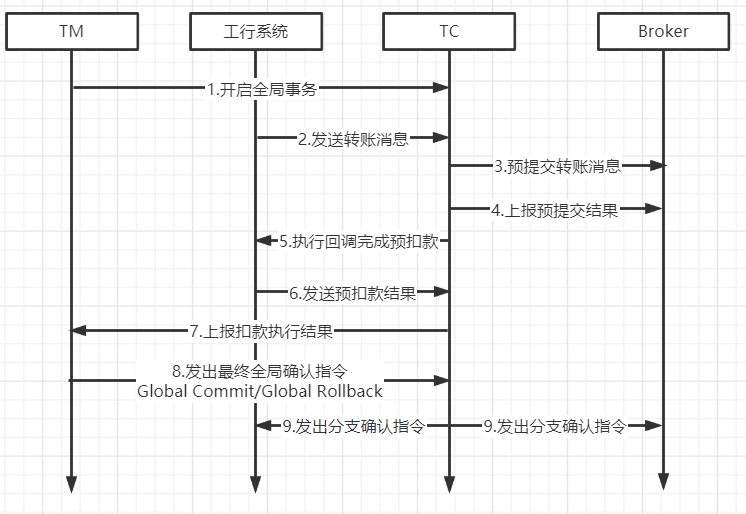 TM
工行系统
TC
Broker
1.开启全局事务
2.发送转账消息
3.预提交转账消息
4.上报预提交结果
5.执行回调完成预扣款
6.发送预扣款结果
7.上报扣款执行结果
8.发出最终全局确认指令
Global Commit/Global Rollback
9.发出分支确认指令
9.发出分支确认指令